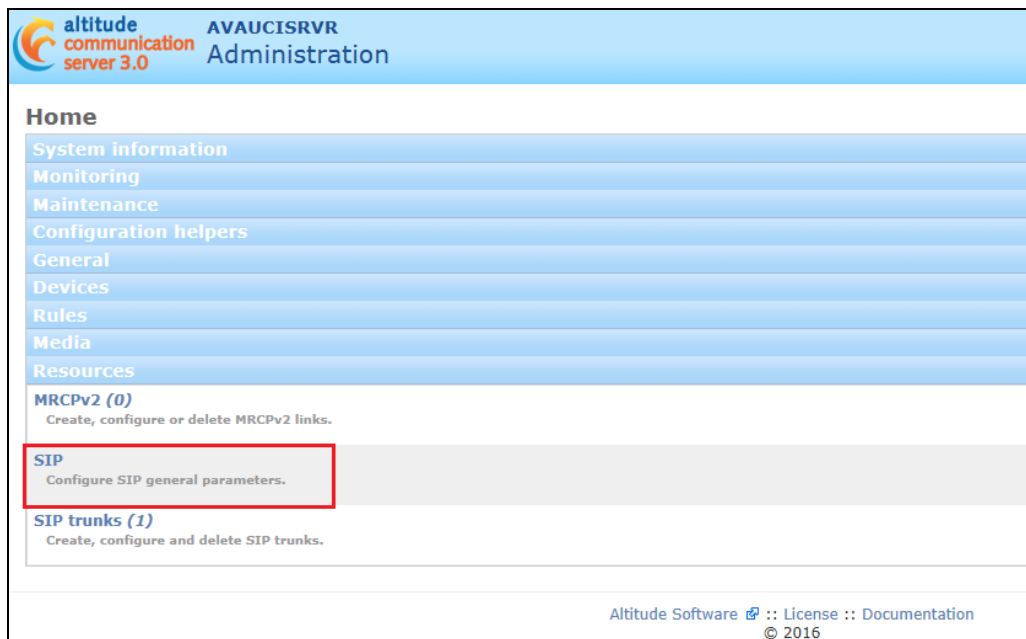 altitude
communication
server 3.0
AVAUCISRVR
Administration
Home
System information
Monitoring
Maintenance
Configuration helpers
General
Devices
Rules
Media
Resources
MRCPv2 (0)
Create, configure or delete MRCPv2 links.
SIP
Configure SIP general parameters.
SIP trunks (1)
Create, configure and delete SIP trunks.
Altitude Software :: License :: Documentation
© 2016